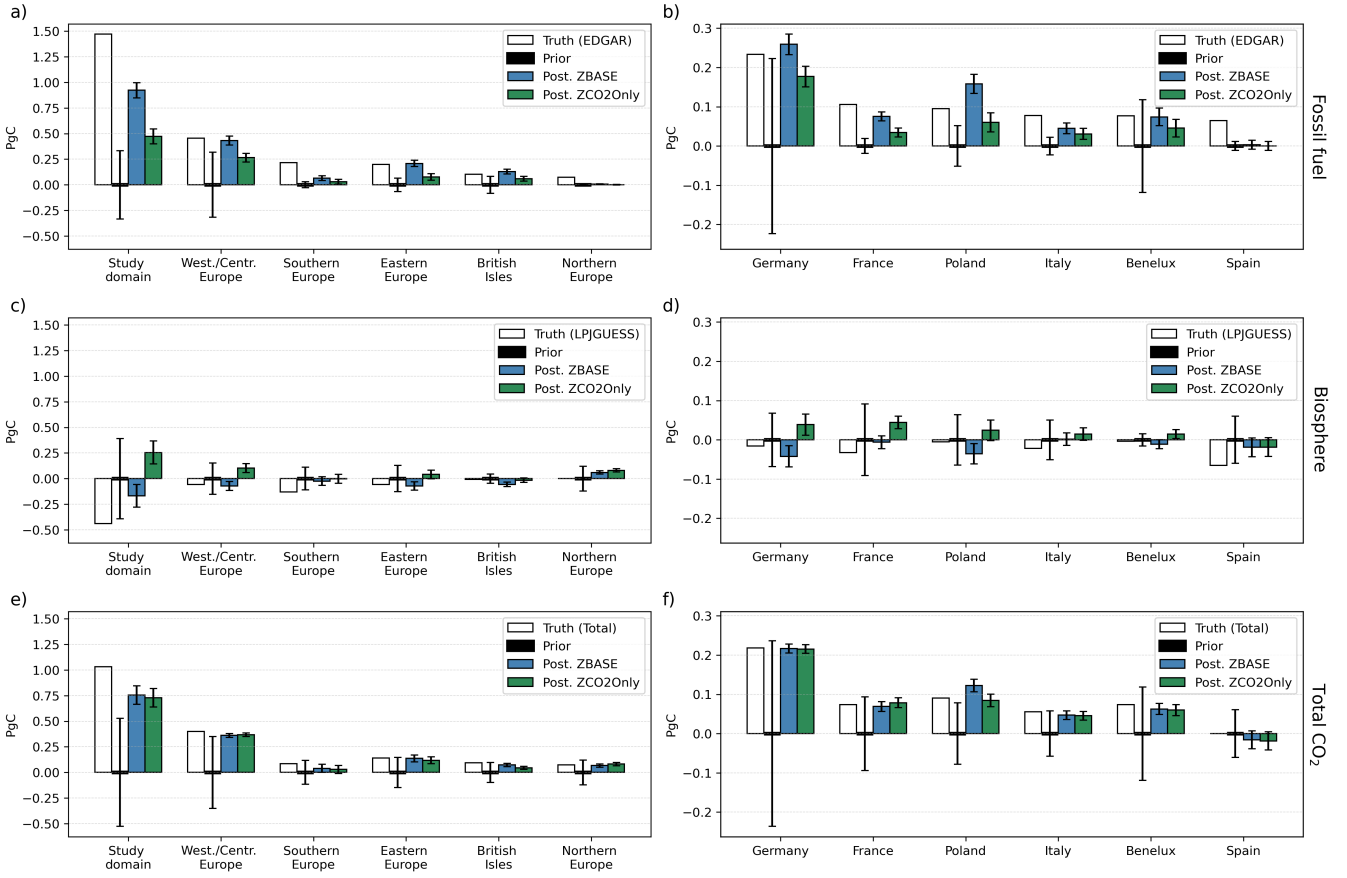 a)
1.50
1.25
1.00
0.75
0.50
0.25
0.00
−0.25
−0.50
PgC
Truth (EDGAR)
Prior
Post. ZBASE
Post. ZCO2Only
Study domain
West./Centr. Europe
Southern Europe
Eastern Europe
British Isles
Northern Europe
b)
0.3
0.2
0.1
0.0
−0.1
−0.2
PgC
Truth (EDGAR)
Prior
Post. ZBASE
Post. ZCO2Only
Germany
France
Poland
Italy
Benelux
Spain
Fossil fuel
c)
1.50
1.25
1.00
0.75
0.50
0.25
0.00
−0.25
−0.50
PgC
Truth (LPJGUESS)
Prior
Post. ZBASE
Post. ZCO2Only
Study domain
West./Centr. Europe
Southern Europe
Eastern Europe
British Isles
Northern Europe
d)
0.3
0.2
0.1
0.0
−0.1
−0.2
PgC
Truth (LPJGUESS)
Prior
Post. ZBASE
Post. ZCO2Only
Germany
France
Poland
Italy
Benelux
Spain
Biosphere
e)
1.50
1.25
1.00
0.75
0.50
0.25
0.00
−0.25
−0.50
PgC
Truth (Total)
Prior
Post. ZBASE
Post. ZCO2Only
Study domain
West./Centr. Europe
Southern Europe
Eastern Europe
British Isles
Northern Europe
f)
0.3
0.2
0.1
0.0
−0.1
−0.2
PgC
Truth (Total)
Prior
Post. ZBASE
Post. ZCO2Only
Germany
France
Poland
Italy
Benelux
Spain
Total CO₂